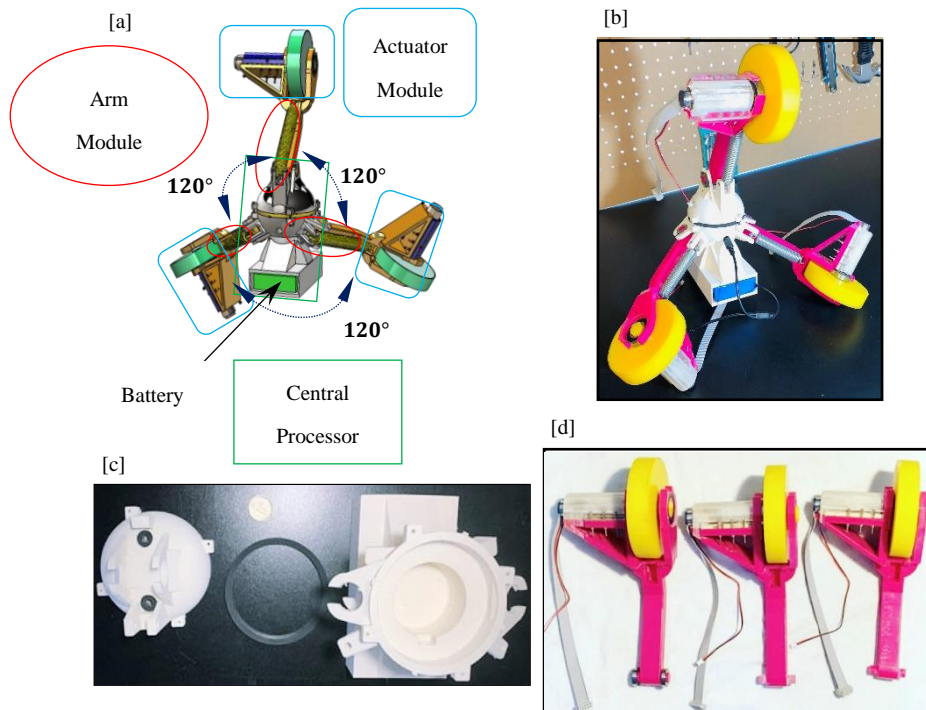 [a]
[b]
Arm
Module
Actuator
Module
120°
120°
120°
Battery
Central
Processor
[c]
[d]